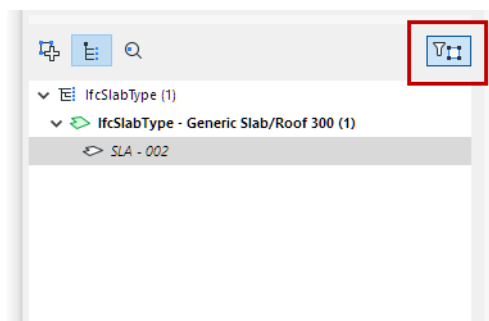 IfcSlabType (1)
IfcSlabType - Generic Slab/Roof 300 (1)
SLA - 002